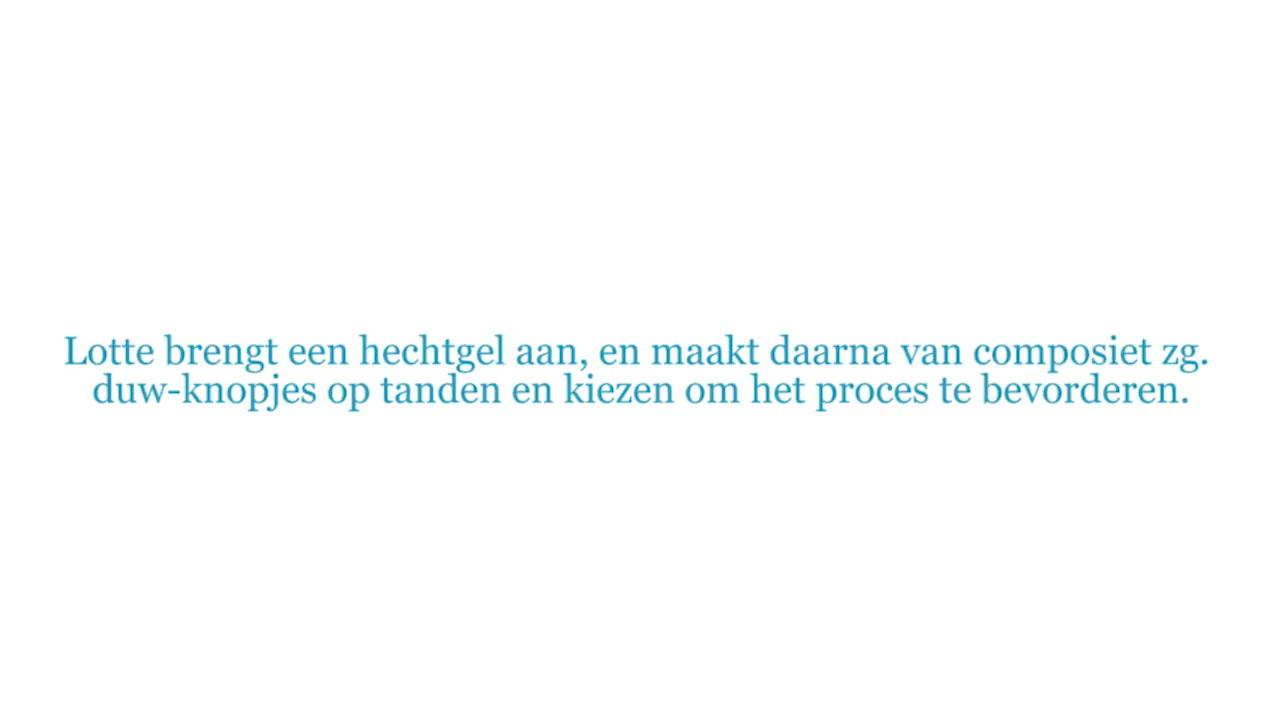 Lotte brengt een hechtgel aan, en maakt daarna van composiet zg.
duw-knopjes op tanden en kiezen om het proces te bevorderen.